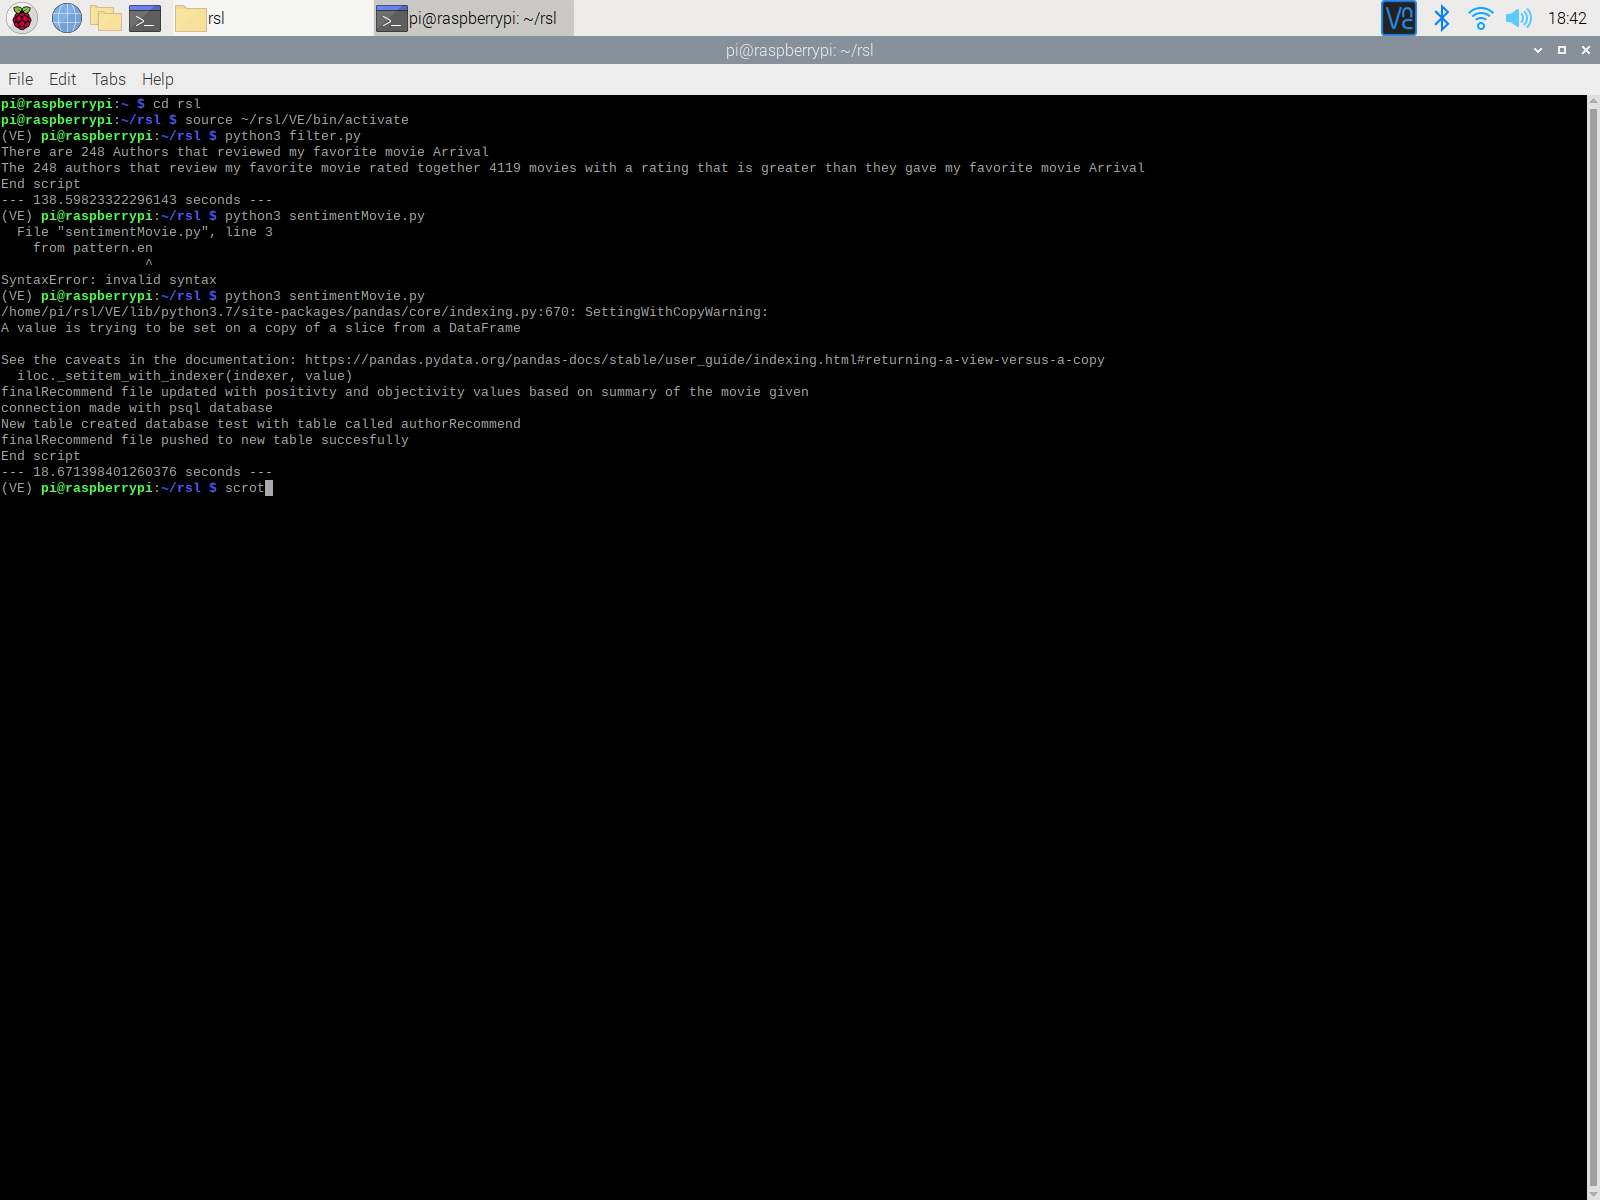 rsl
pi@raspberrypi: ~/rsl
18:42
pi@raspberrypi: ~/rsl
File Edit Tabs Help
pi@raspberrypi:~ $ cd rsl
pi@raspberrypi:~/rsl $ source ~/rsl/VE/bin/activate
(VE) pi@raspberrypi:~/rsl $ python3 filter.py
There are 248 Authors that reviewed my favorite movie Arrival
The 248 authors that review my favorite movie rated together 4119 movies with a rating that is greater than they gave my favorite movie Arrival
End script
--- 138.59823322296143 seconds ---
(VE) pi@raspberrypi:~/rsl $ python3 sentimentMovie.py
  File "sentimentMovie.py", line 3
    from pattern.en
                  ^
SyntaxError: invalid syntax
(VE) pi@raspberrypi:~/rsl $ python3 sentimentMovie.py
/home/pi/rsl/VE/lib/python3.7/site-packages/pandas/core/indexing.py:670: SettingWithCopyWarning:
A value is trying to be set on a copy of a slice from a DataFrame
See the caveats in the documentation: https://pandas.pydata.org/pandas-docs/stable/user_guide/indexing.html#returning-a-view-versus-a-copy
  iloc._setitem_with_indexer(indexer, value)
finalRecommend file updated with positivty and objectivity values based on summary of the movie given
connection made with psql database
New table created database test with table called authorRecommend
finalRecommend file pushed to new table succesfully
End script
--- 18.671398401260376 seconds ---
(VE) pi@raspberrypi:~/rsl $ scrot